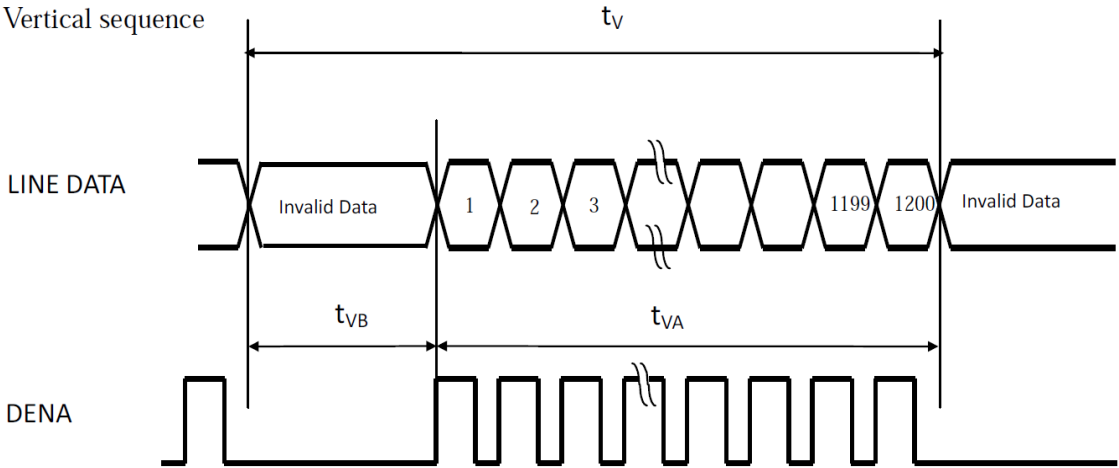 Vertical sequence
tV
LINE DATA
Invalid Data
1
2
3
1199
1200
Invalid Data
tVB
tVA
DENA